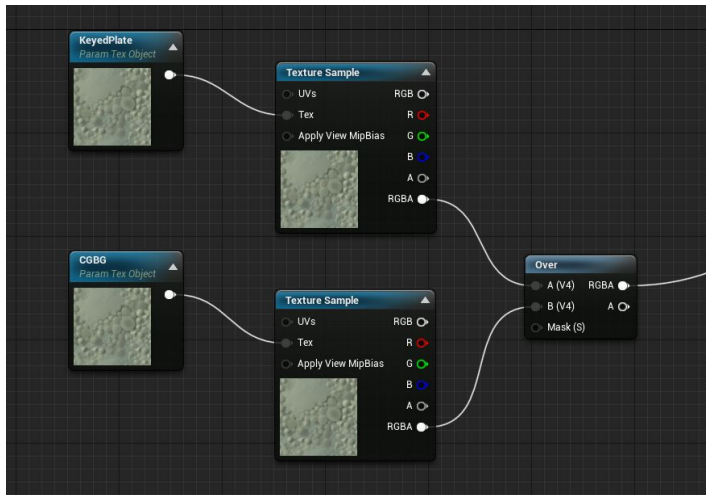 KeyedPlate
Param Tex Object
Texture Sample
UVs RGB
Tex R
Apply View MipBias G
B
A
RGBA
CGBG
Param Tex Object
Texture Sample
UVs RGB
Tex R
Apply View MipBias G
B
A
RGBA
Over
A (V4) RGBA
B (V4) A
Mask (S)